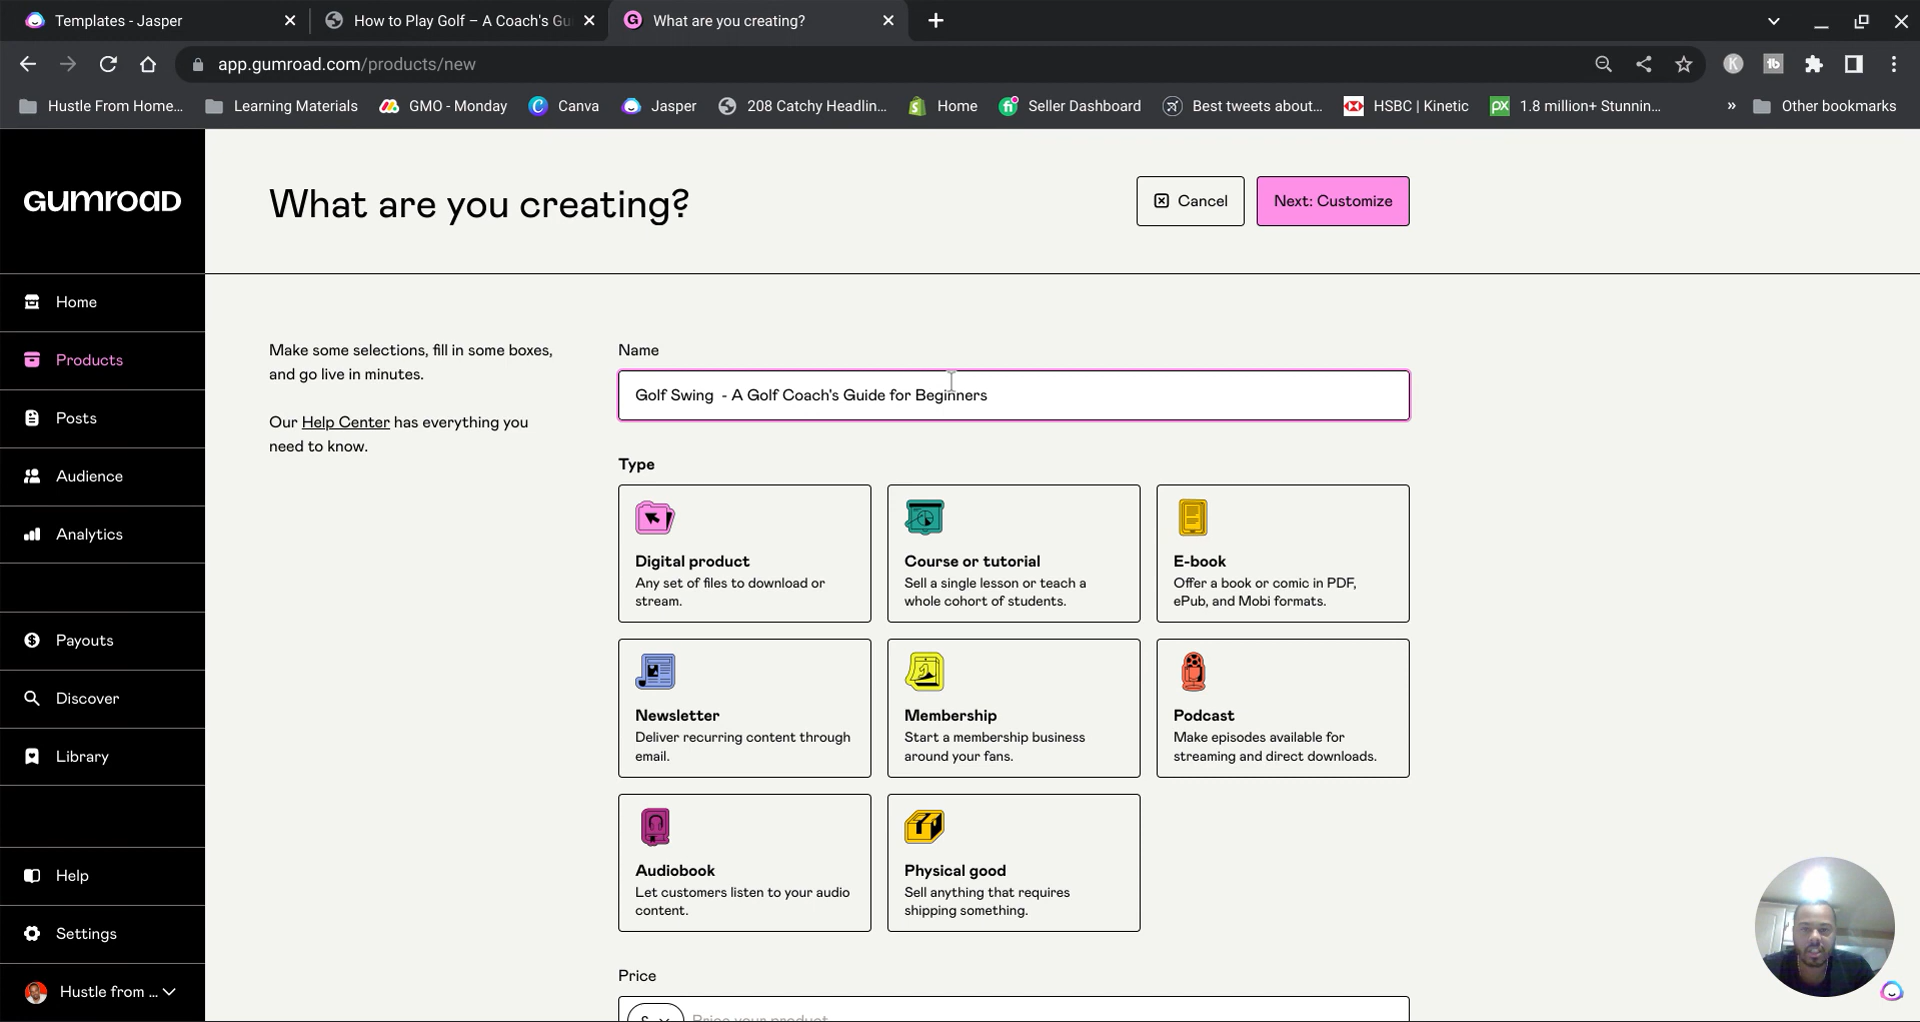 Templates - Jasper
How to Play Golf – A Coach's Gu
What are you creating?
app.gumroad.com/products/new
Hustle From Home...
Learning Materials
GMO - Monday
Canva
Jasper
208 Catchy Headlin...
Home
Seller Dashboard
Best tweets about...
HSBC | Kinetic
1.8 million+ Stunnin...
»
Other bookmarks
GUMROAD
What are you creating?
Cancel
Next: Customize
Home
Products
Posts
Audience
Analytics
Payouts
Discover
Library
Help
Settings
Hustle from ...
Make some selections, fill in some boxes,
and go live in minutes.
Our Help Center has everything you
need to know.
Name
Golf Swing  - A Golf Coach's Guide for Beginners
Type
Digital product
Any set of files to download or
stream.
Course or tutorial
Sell a single lesson or teach a
whole cohort of students.
E-book
Offer a book or comic in PDF,
ePub, and Mobi formats.
Newsletter
Deliver recurring content through
email.
Membership
Start a membership business
around your fans.
Podcast
Make episodes available for
streaming and direct downloads.
Audiobook
Let customers listen to your audio
content.
Physical good
Sell anything that requires
shipping something.
Price
$
Price your product